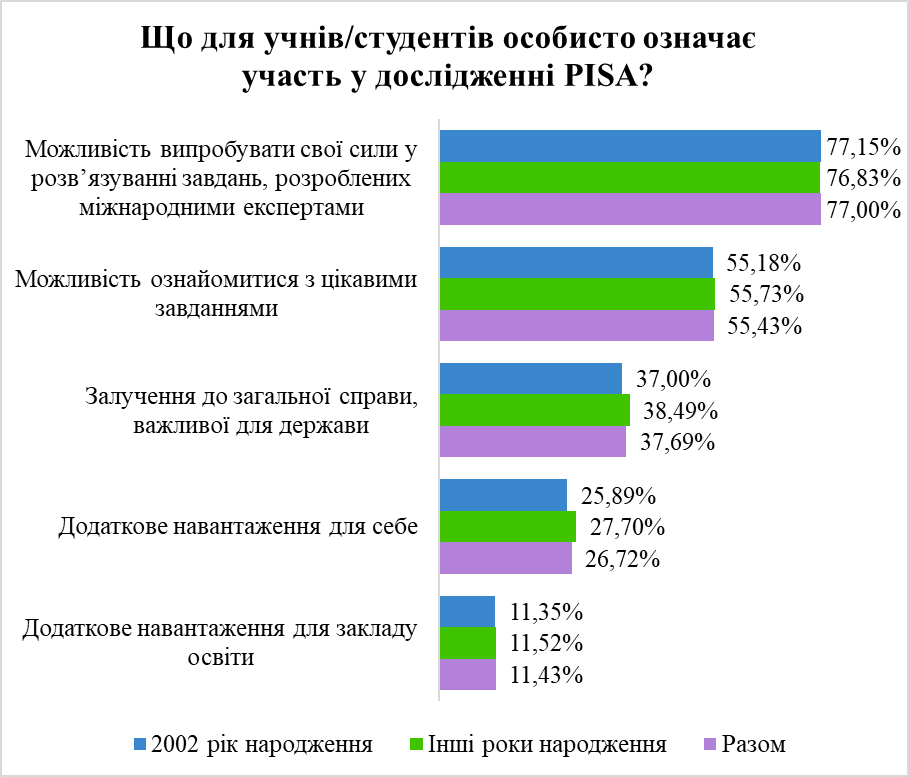 Що для учнів/студентів особисто означає
участь у дослідженні PISA?
Можливість випробувати свої сили у
розв’язуванні завдань, розроблених
міжнародними експертами
77,15%
76,83%
77,00%
Можливість ознайомитися з цікавими
завданнями
55,18%
55,73%
55,43%
Залучення до загальної справи,
важливої для держави
37,00%
38,49%
37,69%
Додаткове навантаження для себе
25,89%
27,70%
26,72%
Додаткове навантаження для закладу
освіти
11,35%
11,52%
11,43%
2002 рік народження
Інші роки народження
Разом